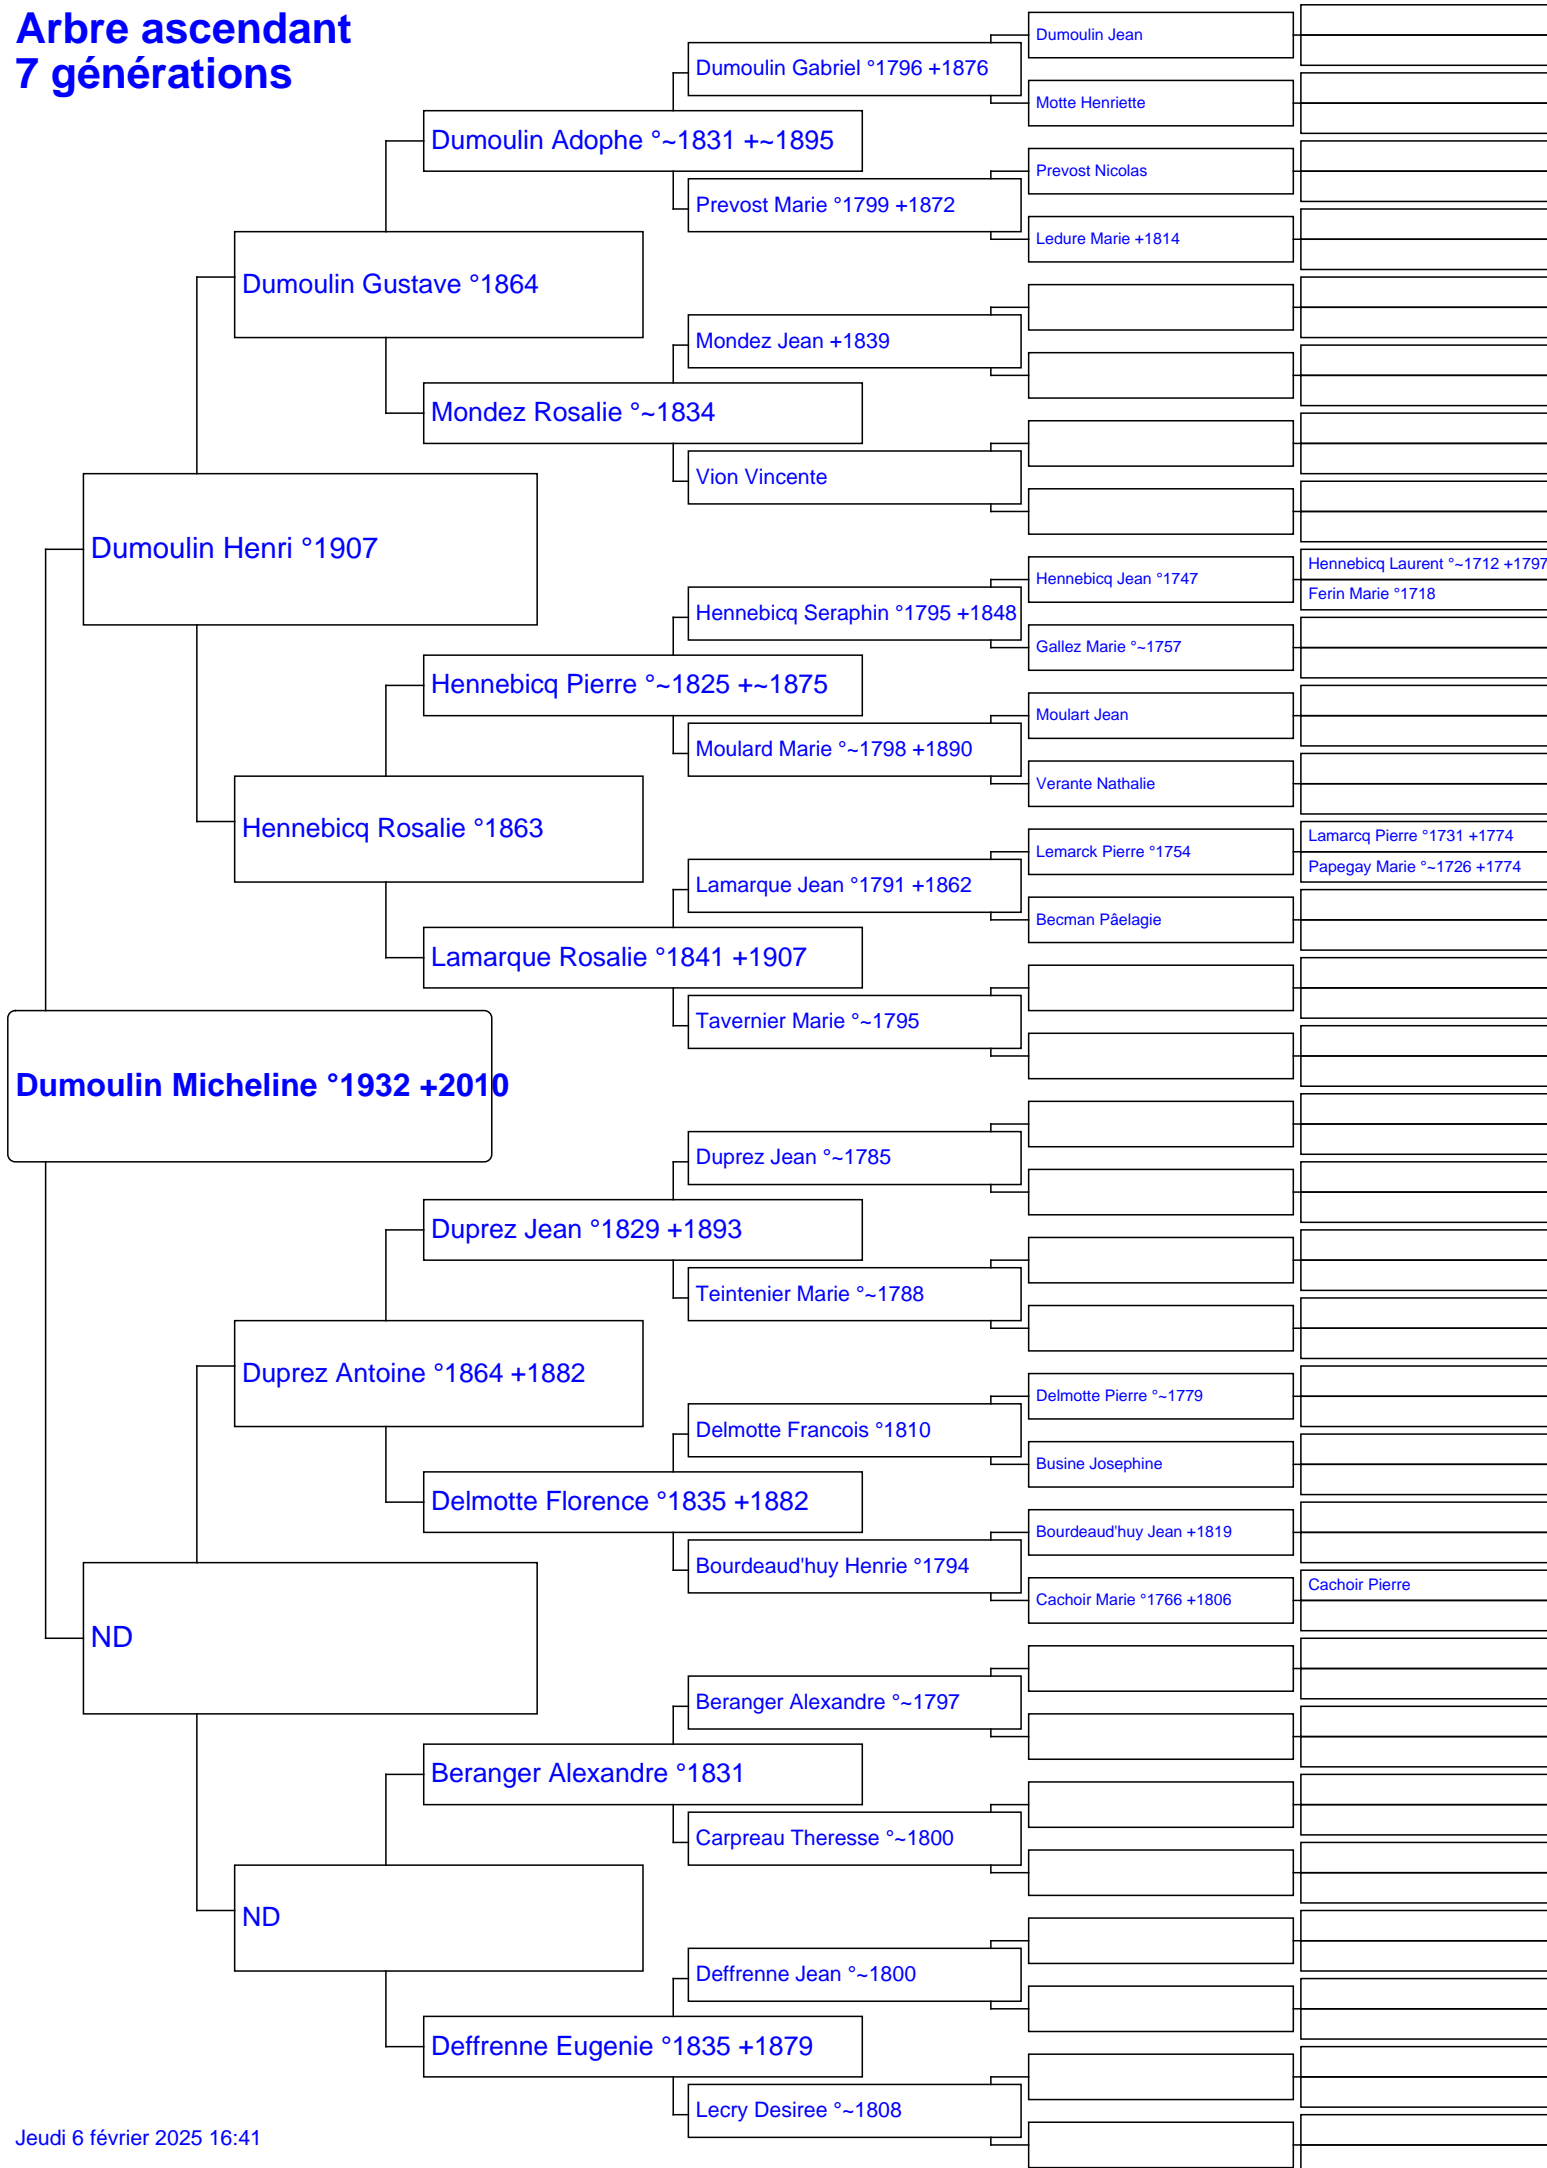 Arbre ascendant
7 générations
Dumoulin Jean
Dumoulin Gabriel °1796 +1876
Motte Henriette
Dumoulin Adophe °~1831 +~1895
Prevost Nicolas
Prevost Marie °1799 +1872
Ledure Marie +1814
Dumoulin Gustave °1864
Mondez Jean +1839
Mondez Rosalie °~1834
Vion Vincente
Dumoulin Henri °1907
Hennebicq Laurent °~1712 +1797
Hennebicq Jean °1747
Ferin Marie °1718
Hennebicq Seraphin °1795 +1848
Gallez Marie °~1757
Hennebicq Pierre °~1825 +~1875
Moulart Jean
Moulard Marie °~1798 +1890
Verante Nathalie
Hennebicq Rosalie °1863
Lamarcq Pierre °1731 +1774
Lemarck Pierre °1754
Papegay Marie °~1726 +1774
Lamarque Jean °1791 +1862
Becman Pâelagie
Lamarque Rosalie °1841 +1907
Tavernier Marie °~1795
Dumoulin Micheline °1932 +2010
Duprez Jean °~1785
Duprez Jean °1829 +1893
Teintenier Marie °~1788
Duprez Antoine °1864 +1882
Delmotte Pierre °~1779
Delmotte Francois °1810
Busine Josephine
Delmotte Florence °1835 +1882
Bourdeaud'huy Jean +1819
Bourdeaud'huy Henrie °1794
Cachoir Pierre
Cachoir Marie °1766 +1806
ND
Beranger Alexandre °~1797
Beranger Alexandre °1831
Carpreau Theresse °~1800
ND
Deffrenne Jean °~1800
Deffrenne Eugenie °1835 +1879
Lecry Desiree °~1808
Jeudi 6 février 2025 16:41